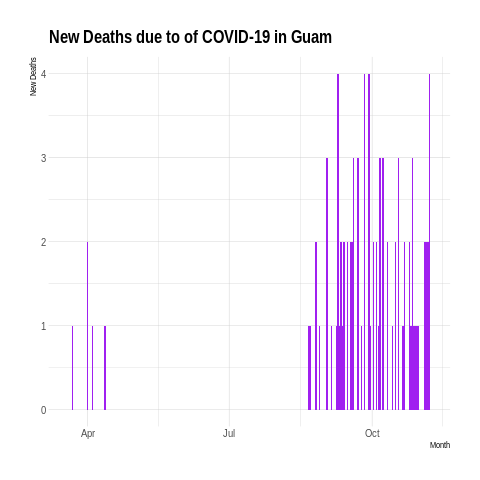 New Deaths due to of COVID-19 in Guam
New Deaths
4
3
2
1
0
Apr
Jul
Oct
Month